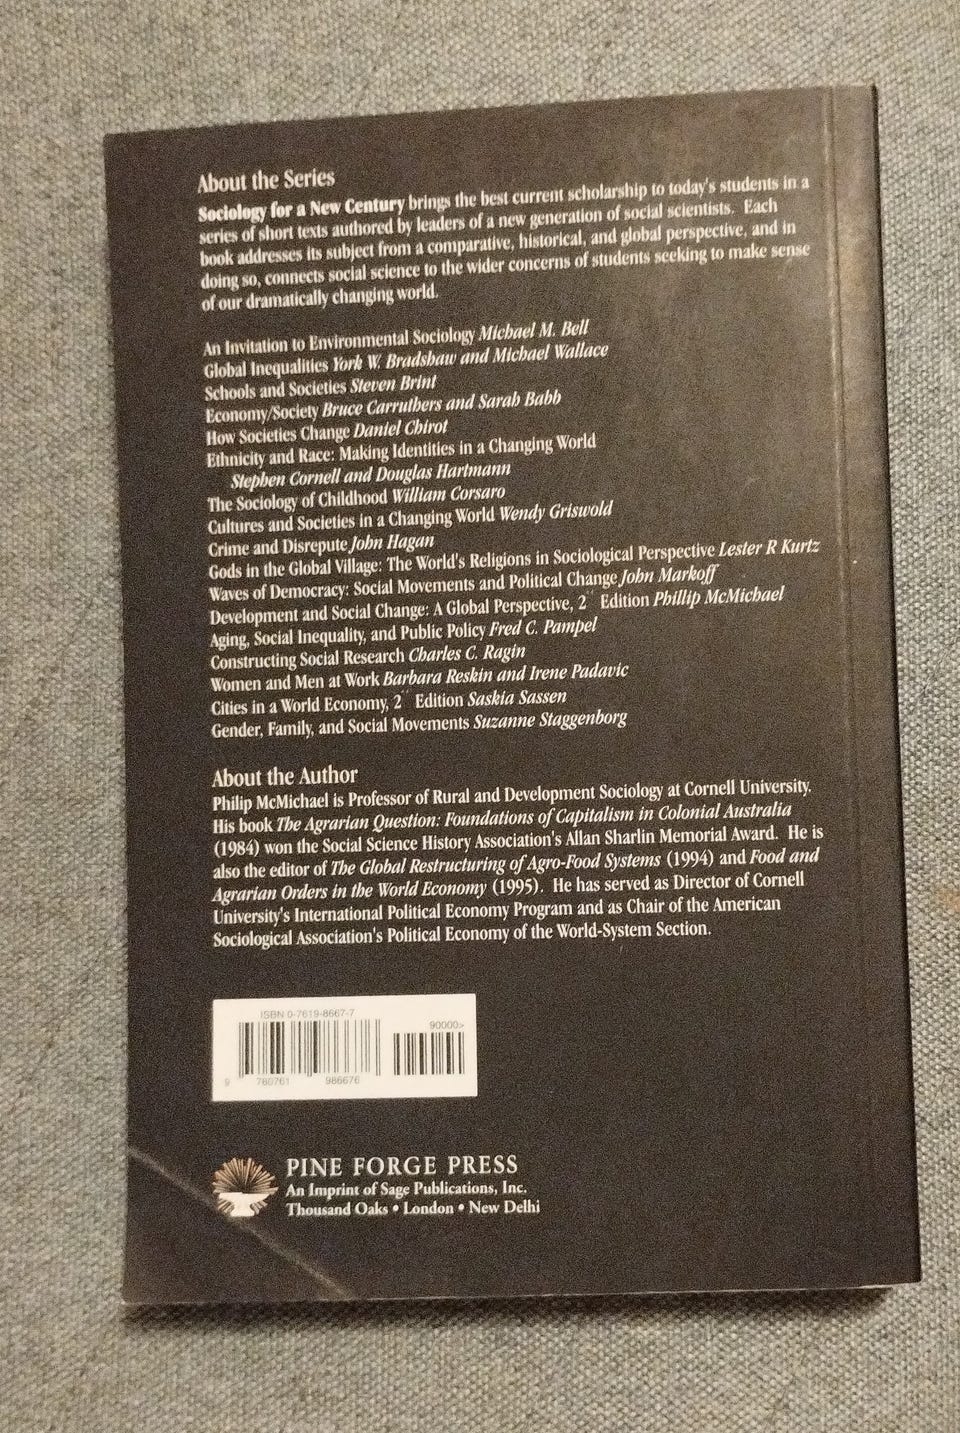 About the Series
Sociology for a New Century brings the best current scholarship to today's students in a
series of short texts authored by leaders of a new generation of social scientists. Each
book addresses its subject from a comparative, historical, and global perspective, and in
doing so, connects social science to the wider concerns of students seeking to make sense
of our dramatically changing world.
An Invitation to Environmental Sociology Michael M. Bell
Global Inequalities York W. Bradshaw and Michael Wallace
Schools and Societies Steven Brint
Economy/Society Bruce Carruthers and Sarah Babb
How Societies Change Daniel Chirot
Ethnicity and Race: Making Identities in a Changing World
Stephen Cornell and Douglas Hartmann
The Sociology of Childhood William Corsaro
Cultures and Societies in a Changing World Wendy Griswold
Crime and Disrepute John Hagan
Gods in the Global Village: The World's Religions in Sociological Perspective Lester R Kurtz
Waves of Democracy: Social Movements and Political Change John Markoff
Development and Social Change: A Global Perspective, 2 Edition Phillip McMichael
Aging, Social Inequality, and Public Policy Fred C. Pampel
Constructing Social Research Charles C. Ragin
Women and Men at Work Barbara Reskin and Irene Padavic
Cities in a World Economy, 2 Edition Saskia Sassen
Gender, Family, and Social Movements Suzanne Staggenborg
About the Author
Philip McMichael is Professor of Rural and Development Sociology at Cornell University.
His book The Agrarian Question: Foundations of Capitalism in Colonial Australia
(1984) won the Social Science History Association's Allan Sharlin Memorial Award. He is
also the editor of The Global Restructuring of Agro-Food Systems (1994) and Food and
Agrarian Orders in the World Economy (1995). He has served as Director of Cornell
University's International Political Economy Program and as Chair of the American
Sociological Association's Political Economy of the World-System Section.
ISBN 0-7619-8667-7
90000>
9 780761 986676
PINE FORGE PRESS
An Imprint of Sage Publications, Inc.
Thousand Oaks • London • New Delhi